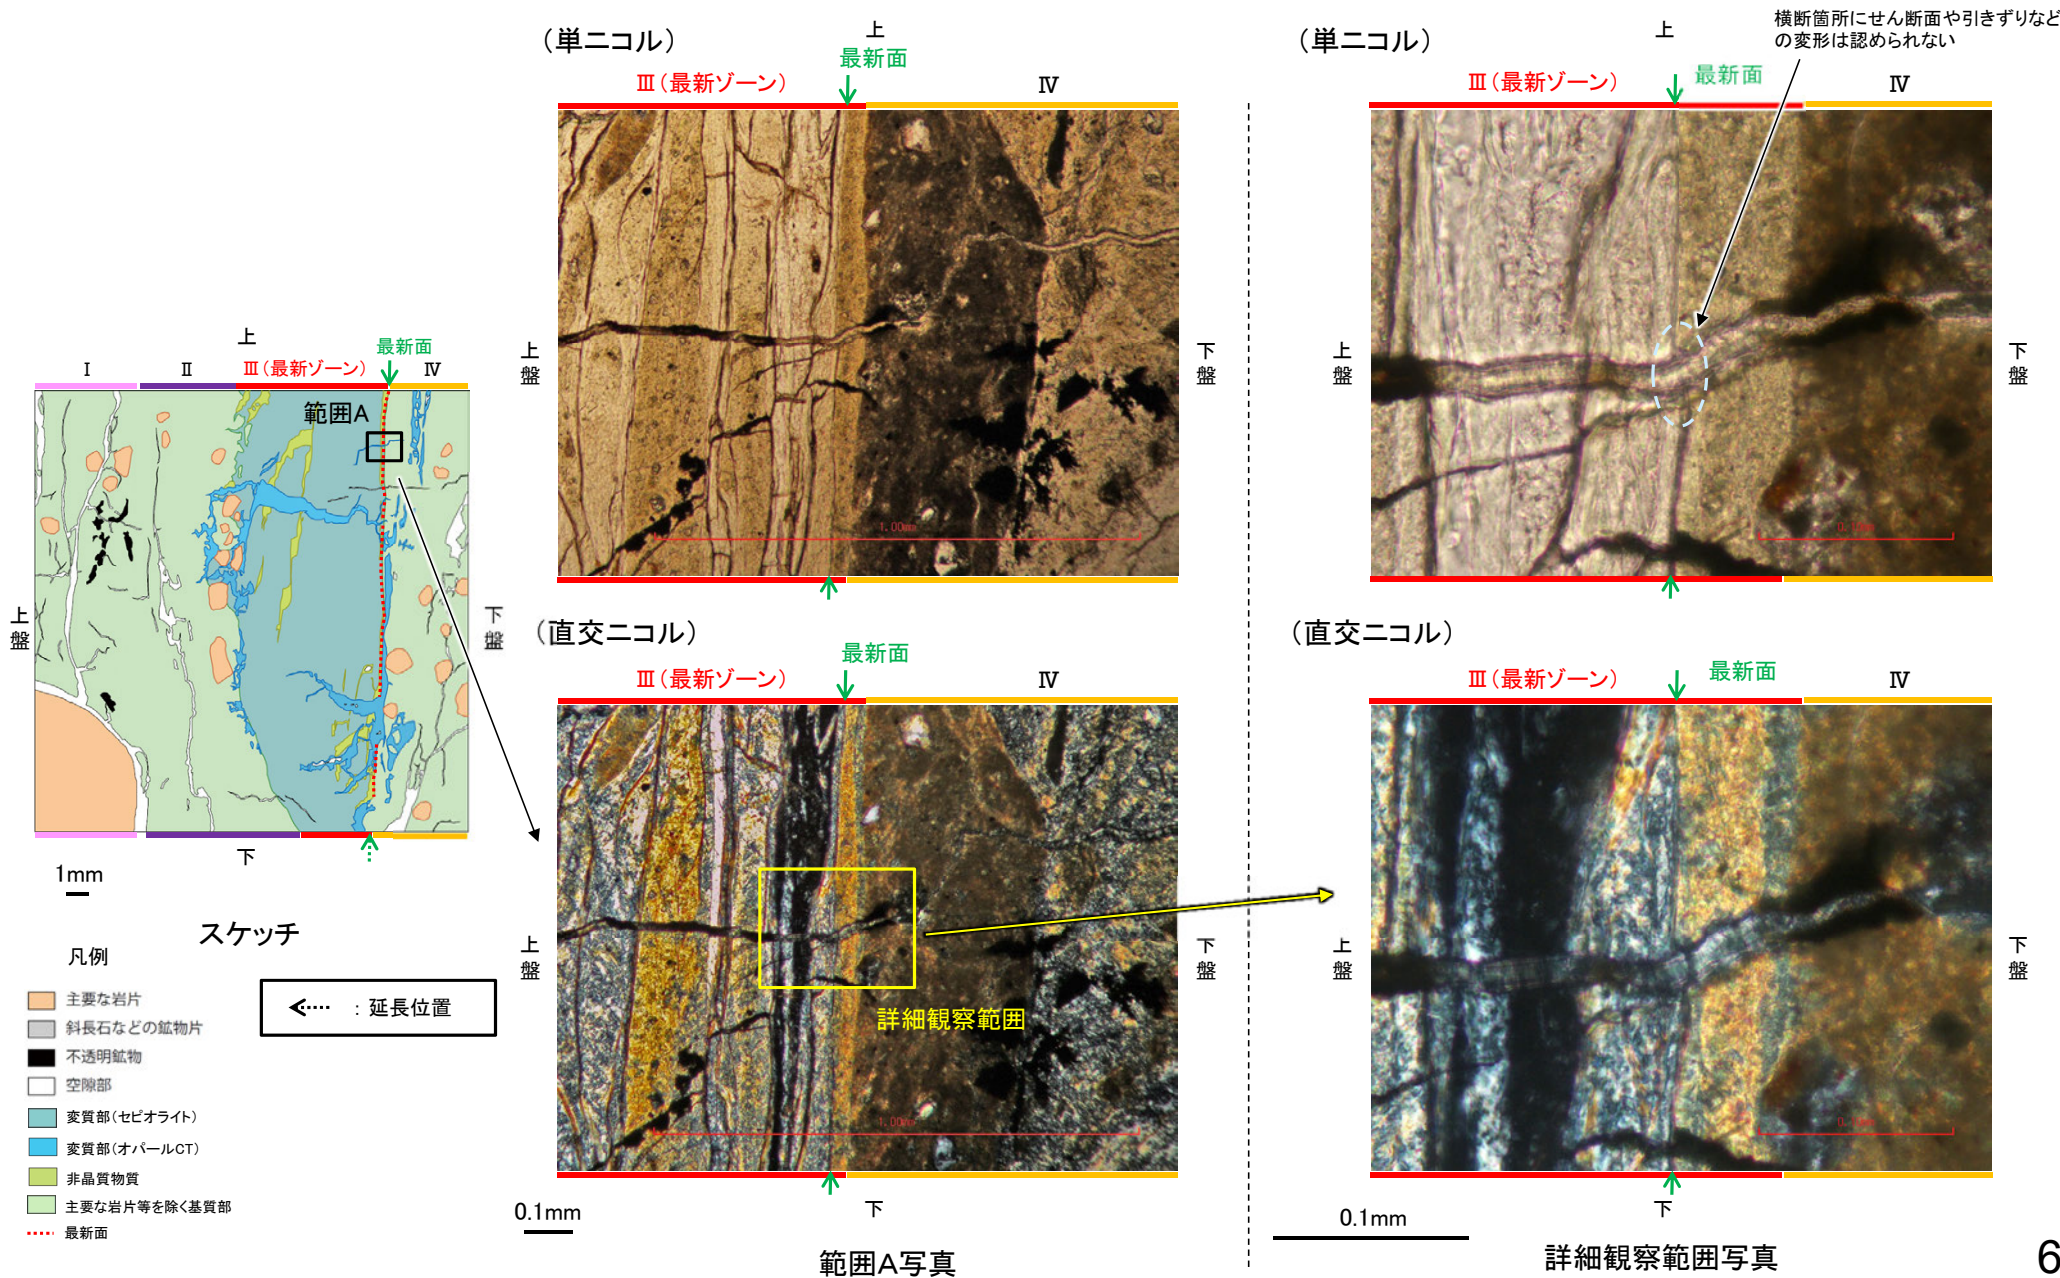 (単ニコル)
上
最新面
Ⅲ(最新ゾーン)
Ⅳ
上盤
下盤
1.00mm
(単ニコル)
上
横断箇所にせん断面や引きずりなど
の変形は認められない
最新面
Ⅲ(最新ゾーン)
Ⅳ
上盤
下盤
0.10mm
上
最新面
Ⅰ
Ⅱ
Ⅲ(最新ゾーン)
Ⅳ
範囲A
上盤
下盤
下
1mm
スケッチ
凡例
主要な岩片
斜長石などの鉱物片
不透明鉱物
空隙部
変質部(セピオライト)
変質部(オパールCT)
非晶質物質
主要な岩片等を除く基質部
最新面
:延長位置
(直交ニコル)
最新面
Ⅲ(最新ゾーン)
Ⅳ
上盤
下盤
詳細観察範囲
1.00mm
下
0.1mm
範囲A写真
(直交ニコル)
最新面
Ⅲ(最新ゾーン)
Ⅳ
上盤
下盤
0.10mm
下
0.1mm
詳細観察範囲写真
6